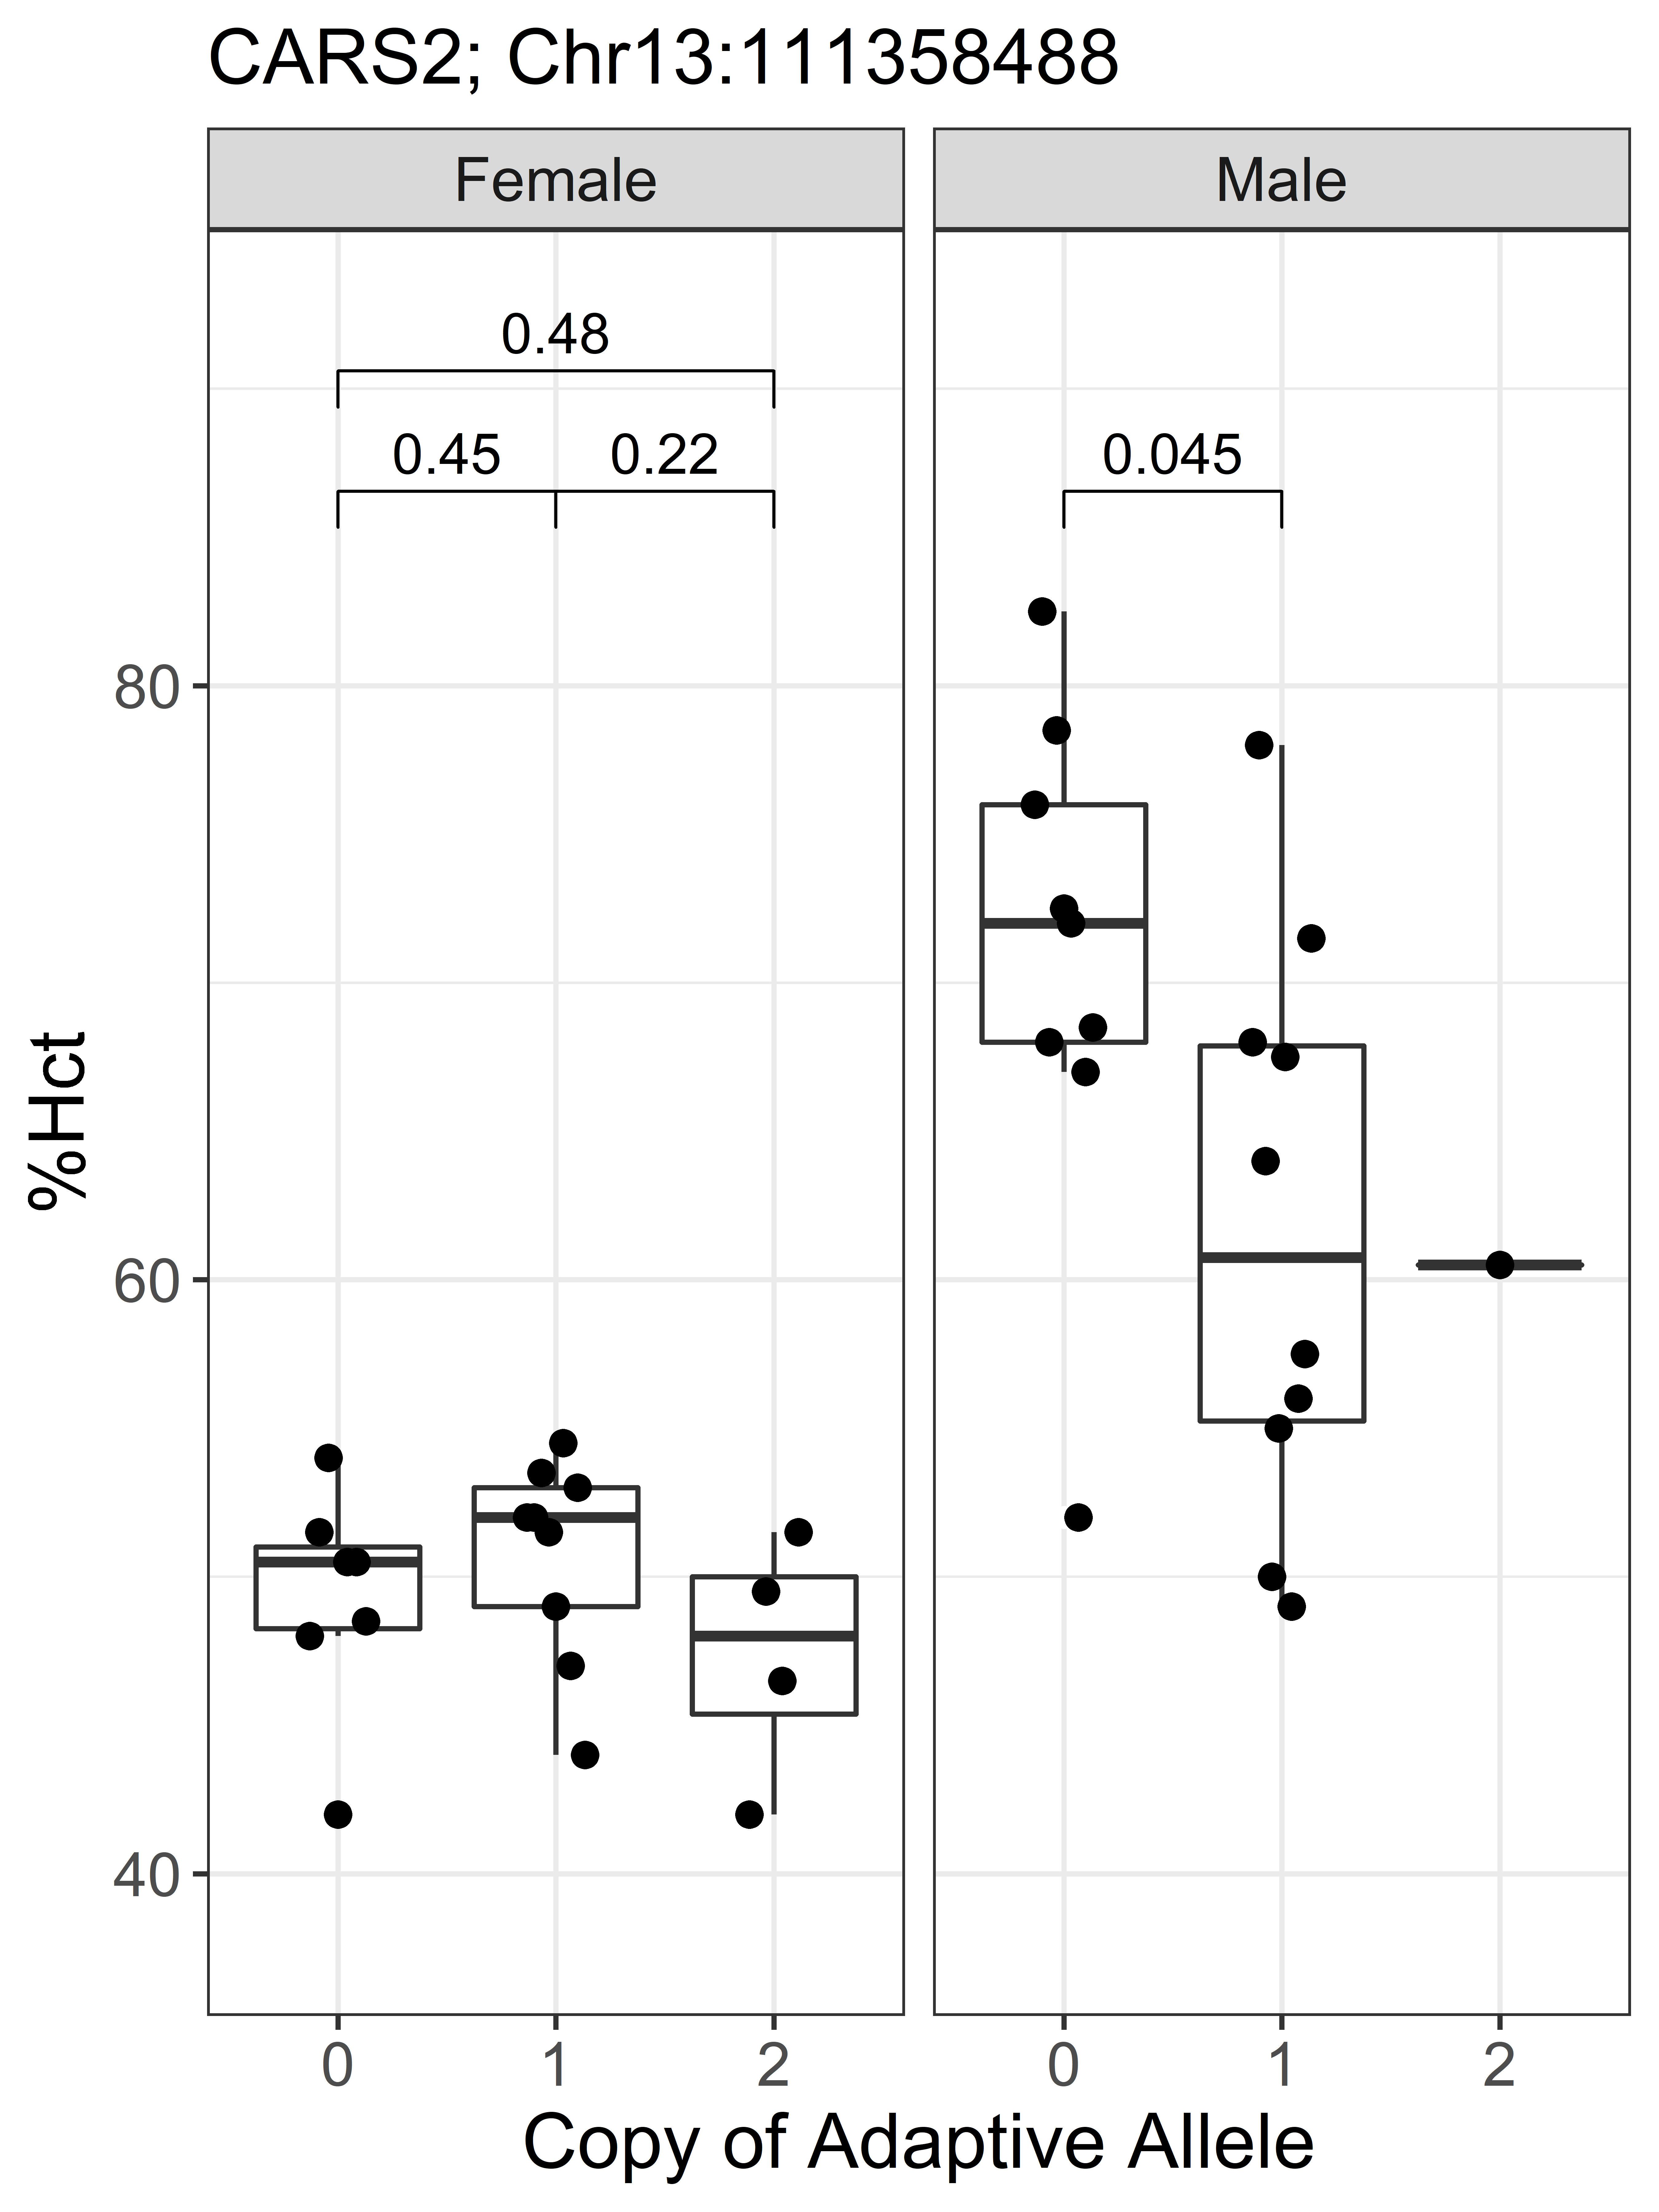 CARS2; Chr13:111358488
Female
Male
0.48
0.45
0.22
0.045
80
60
40
%Hct
0
1
2
0
1
2
Copy of Adaptive Allele